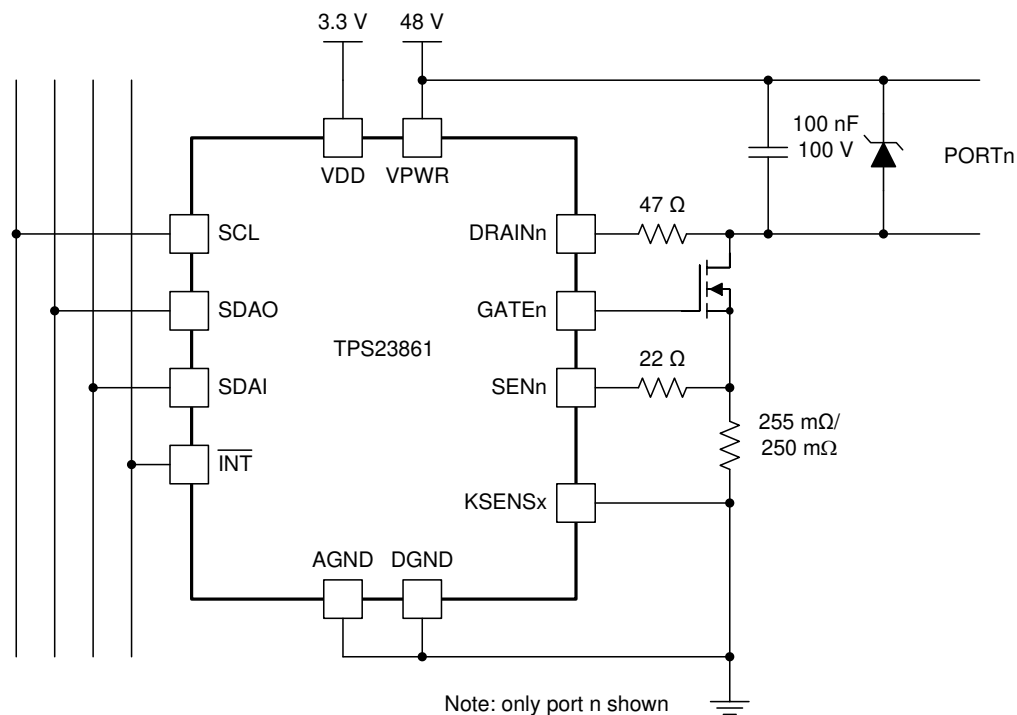 3.3 V
48 V
VDD
VPWR
100 nF
100 V
PORTn
47 Ω
SCL
DRAINn
SDAO
GATEn
TPS23861
22 Ω
SDAI
SENn
255 mΩ/
250 mΩ
INT
KSENSx
AGND
DGND
Note: only port n shown